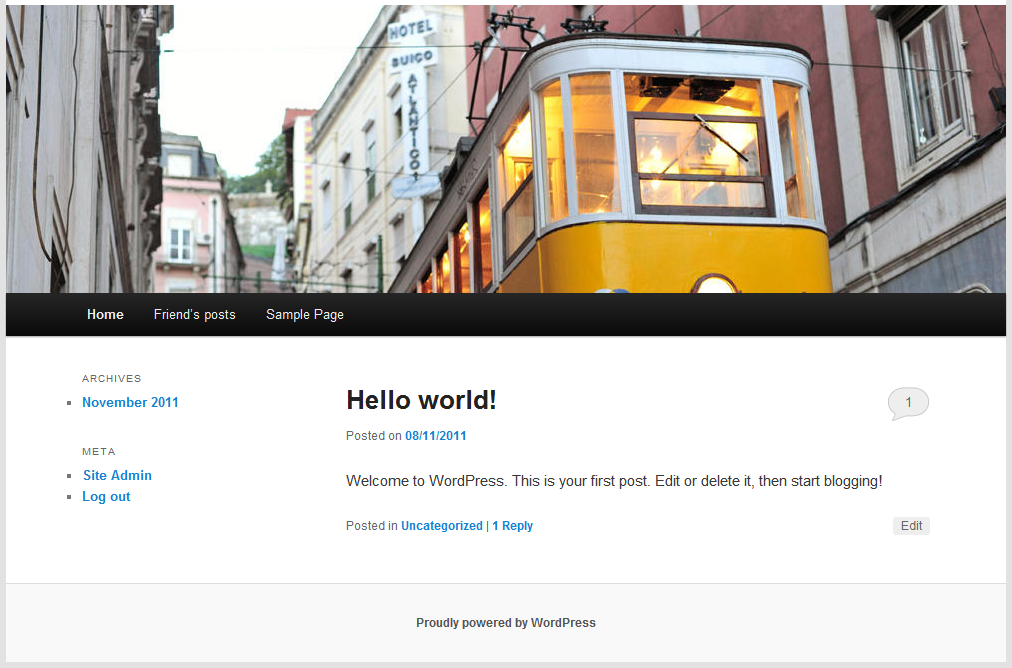 HOTEL
SUIÇO
ATLANTICO
Home Friend's posts Sample Page
ARCHIVES
November 2011
META
Site Admin
Log out
Hello world!
1
Posted on 08/11/2011
Welcome to WordPress. This is your first post. Edit or delete it, then start blogging!
Posted in Uncategorized | 1 Reply
Edit
Proudly powered by WordPress